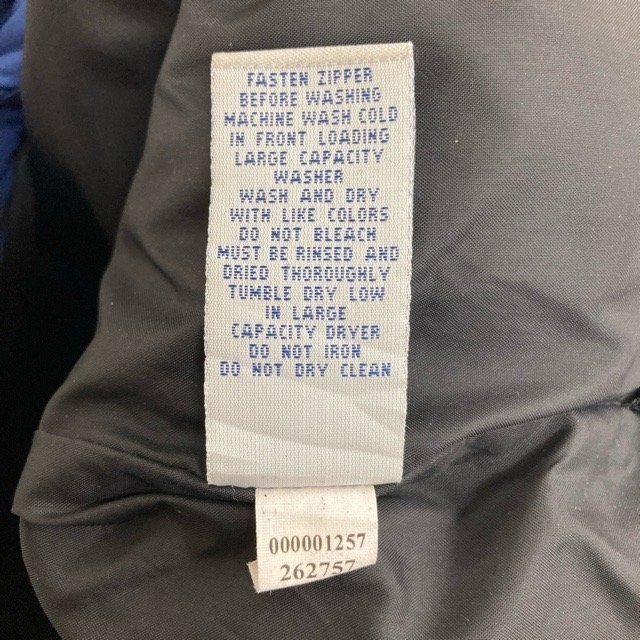 FASTEN ZIPPER
BEFORE WASHING
MACHINE WASH COLD
IN FRONT LOADING
LARGE CAPACITY
WASHER
WASH AND DRY
WITH LIKE COLORS
DO NOT BLEACH
MUST BE RINSED AND
DRIED THOROUGHLY
TUMBLE DRY LOW
IN LARGE
CAPACITY DRYER
DO NOT IRON
DO NOT DRY CLEAN
000001257
262757